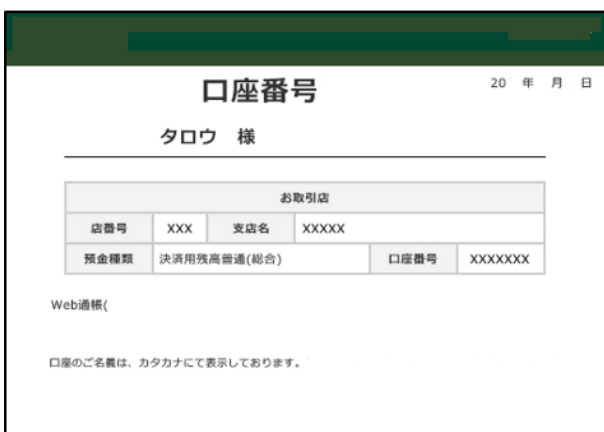 口座番号
20 年 月 日
タロウ 様
お取引店
店番号 XXX 支店名 XXXXX
預金種類 決済用残高普通(総合) 口座番号 XXXXXXX
Web通帳(
口座のご名義は、カタカナにて表示しております。